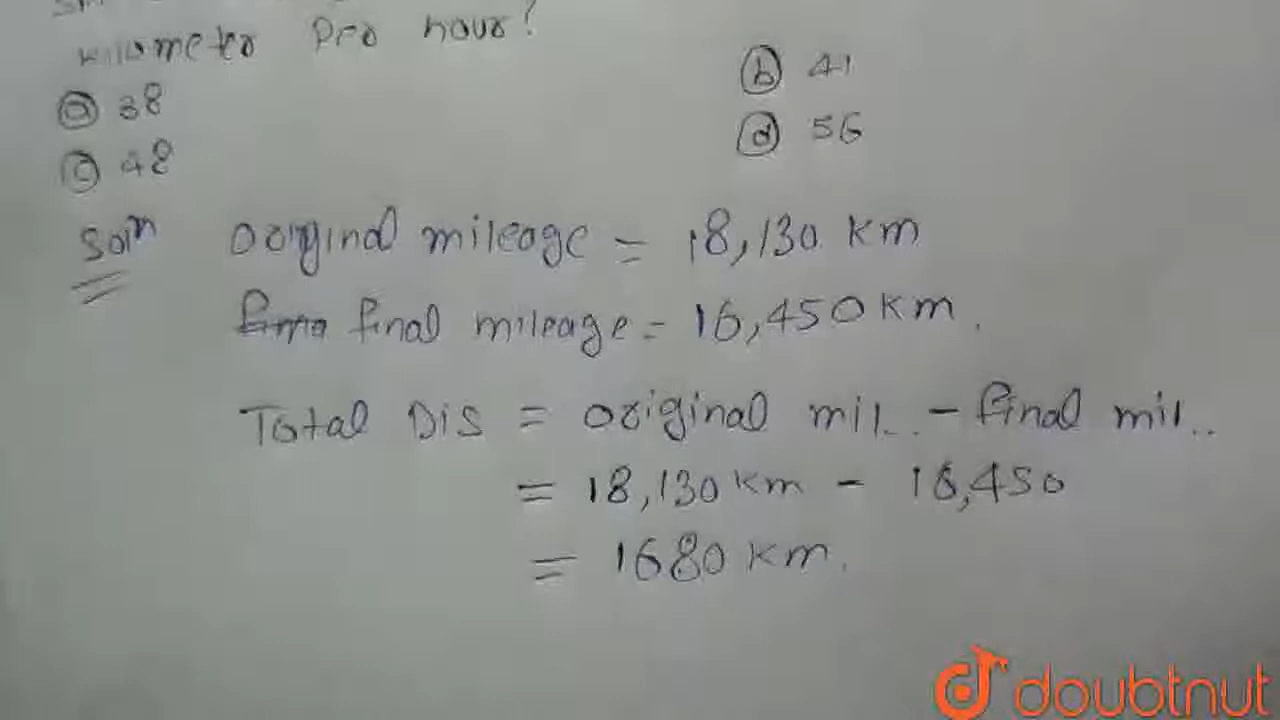 kilometer Pro hour?
(a) 38
(b) 41
(c) 48
(d) 56
Soln Original mileage = 18,130 km
final mileage = 16,450 km.
Total Dis = original mil.. - final mil..
= 18,130 km - 16,450
= 1680 km.
doubtnut